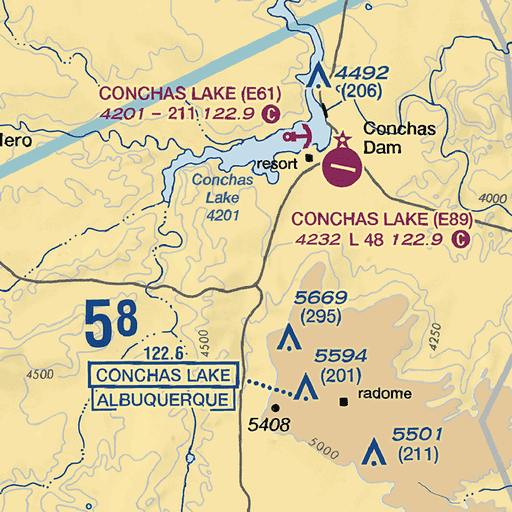 4492
(206)
CONCHAS LAKE (E61)
4201 – 211 122.9 C
Conchas
Dam
lero
resort
Conchas
Lake
4201
4000
CONCHAS LAKE (E89)
4232 L 48 122.9 C
5669
(295)
58
4500
4250
122.6
CONCHAS LAKE
ALBUQUERQUE
4500
5594
(201)
radome
5408
5000
5501
(211)